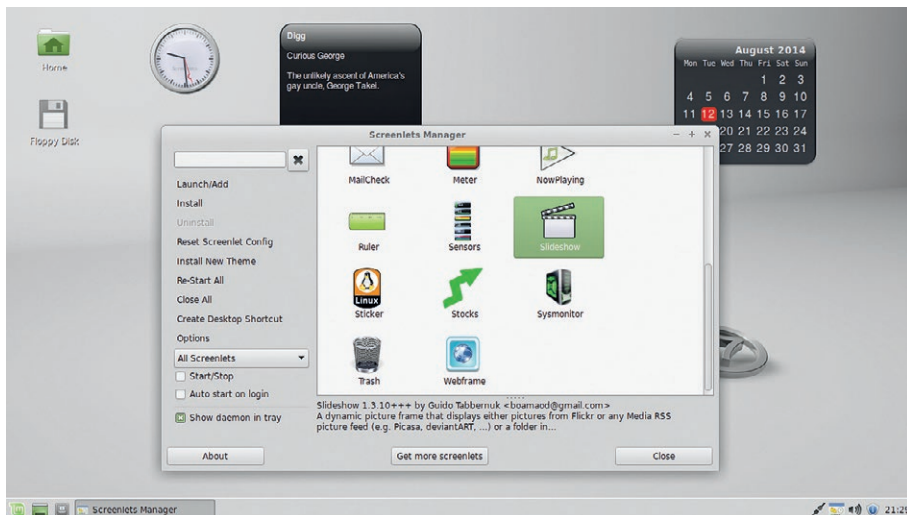 Home
Floppy Disk
Digg
Curious George
The unlikely ascent of America's
gay uncle, George Takei.
August 2014
Mon Tue Wed Thu Fri Sat Sun
1 2 3
4 5 6 7 8 9 10
11 12 13 14 15 16 17
20 21 22 23 24
27 28 29 30 31
Screenlets Manager
Launch/Add
Install
Uninstall
Reset Screenlet Config
Install New Theme
Re-Start All
Close All
Create Desktop Shortcut
Options
All Screenlets
Start/Stop
Auto start on login
Show daemon in tray
MailCheck
Meter
NowPlaying
Ruler
Sensors
Slideshow
Linux
Sticker
Stocks
Sysmonitor
Trash
Webframe
Slideshow 1.3.10+++ by Guido Tabbernuk <boamaod@gmail.com>
A dynamic picture frame that displays either pictures from Flickr or any Media RSS
picture feed (e.g. Picasa, deviantART, ...) or a folder in...
About
Get more screenlets
Close
Screenlets Manager